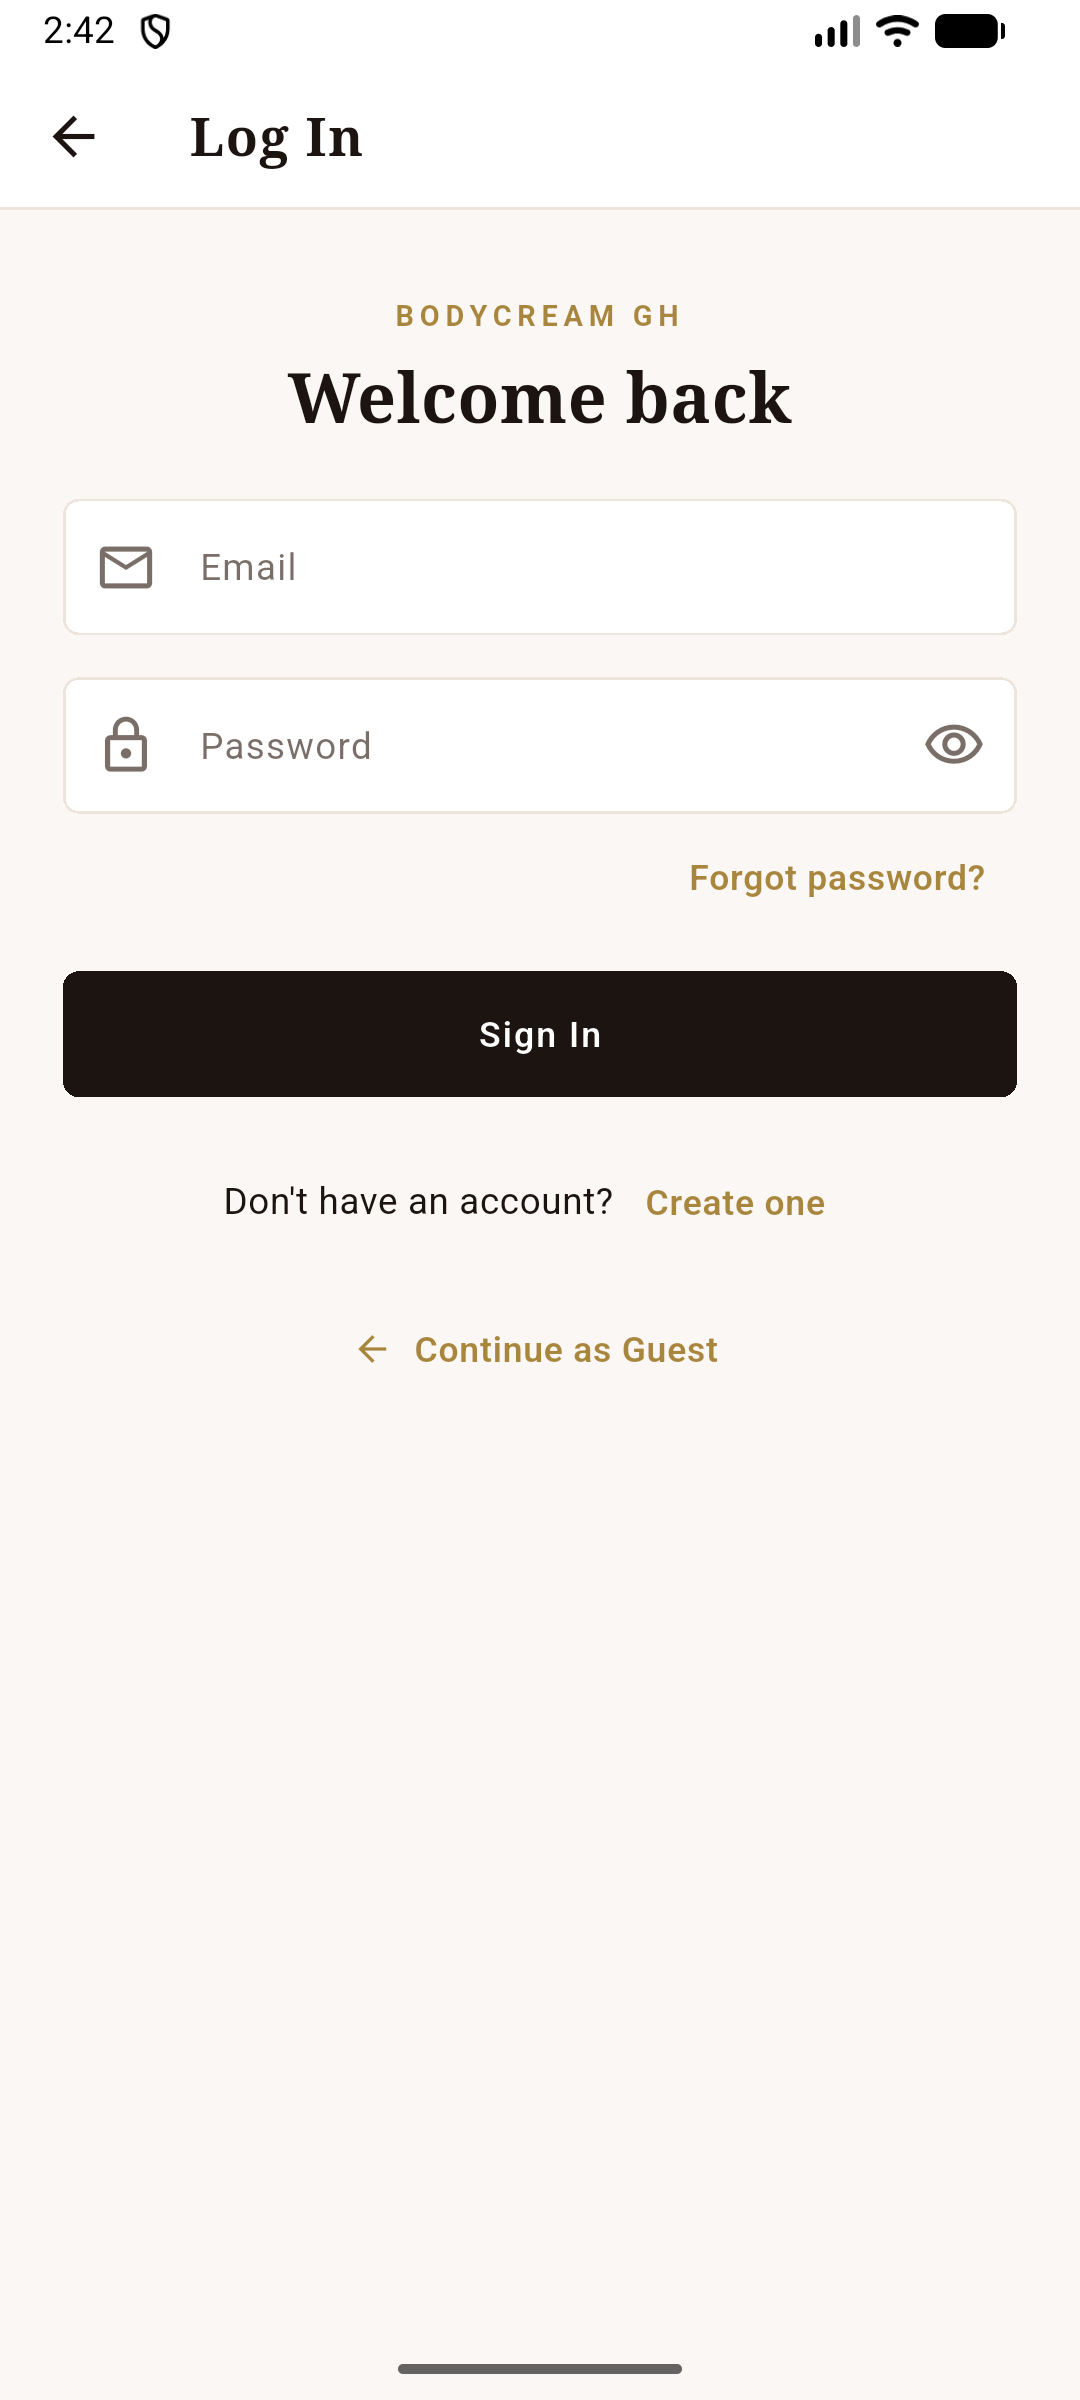 2:42
Log In
BODYCREAM GH
Welcome back
Email
Password
Forgot password?
Sign In
Don't have an account? Create one
Continue as Guest